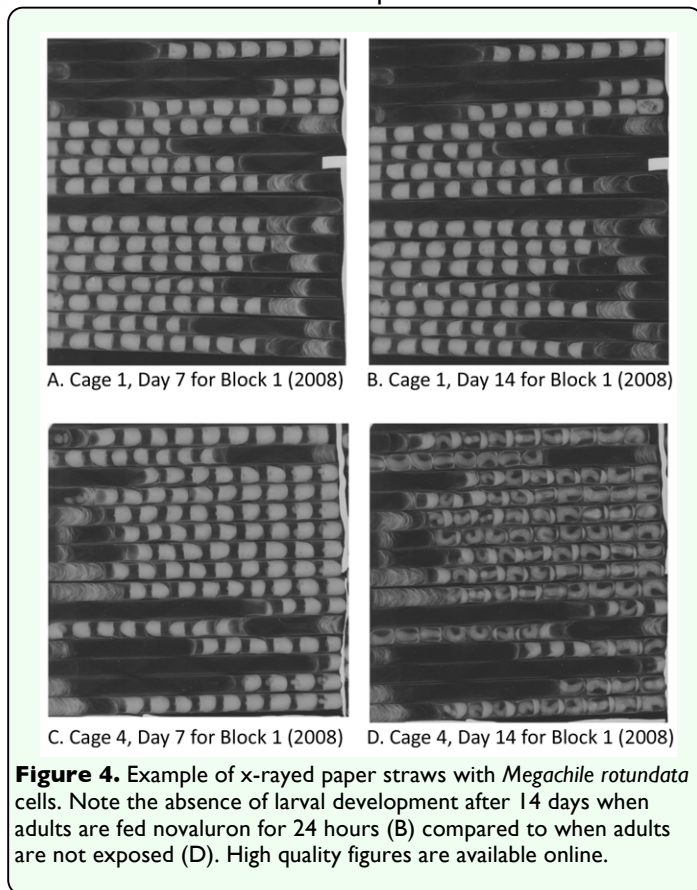 A. Cage 1, Day 7 for Block 1 (2008)
B. Cage 1, Day 14 for Block 1 (2008)
C. Cage 4, Day 7 for Block 1 (2008)
D. Cage 4, Day 14 for Block 1 (2008)
Figure 4. Example of x-rayed paper straws with Megachile rotundata
cells. Note the absence of larval development after 14 days when
adults are fed novaluron for 24 hours (B) compared to when adults
are not exposed (D). High quality figures are available online.